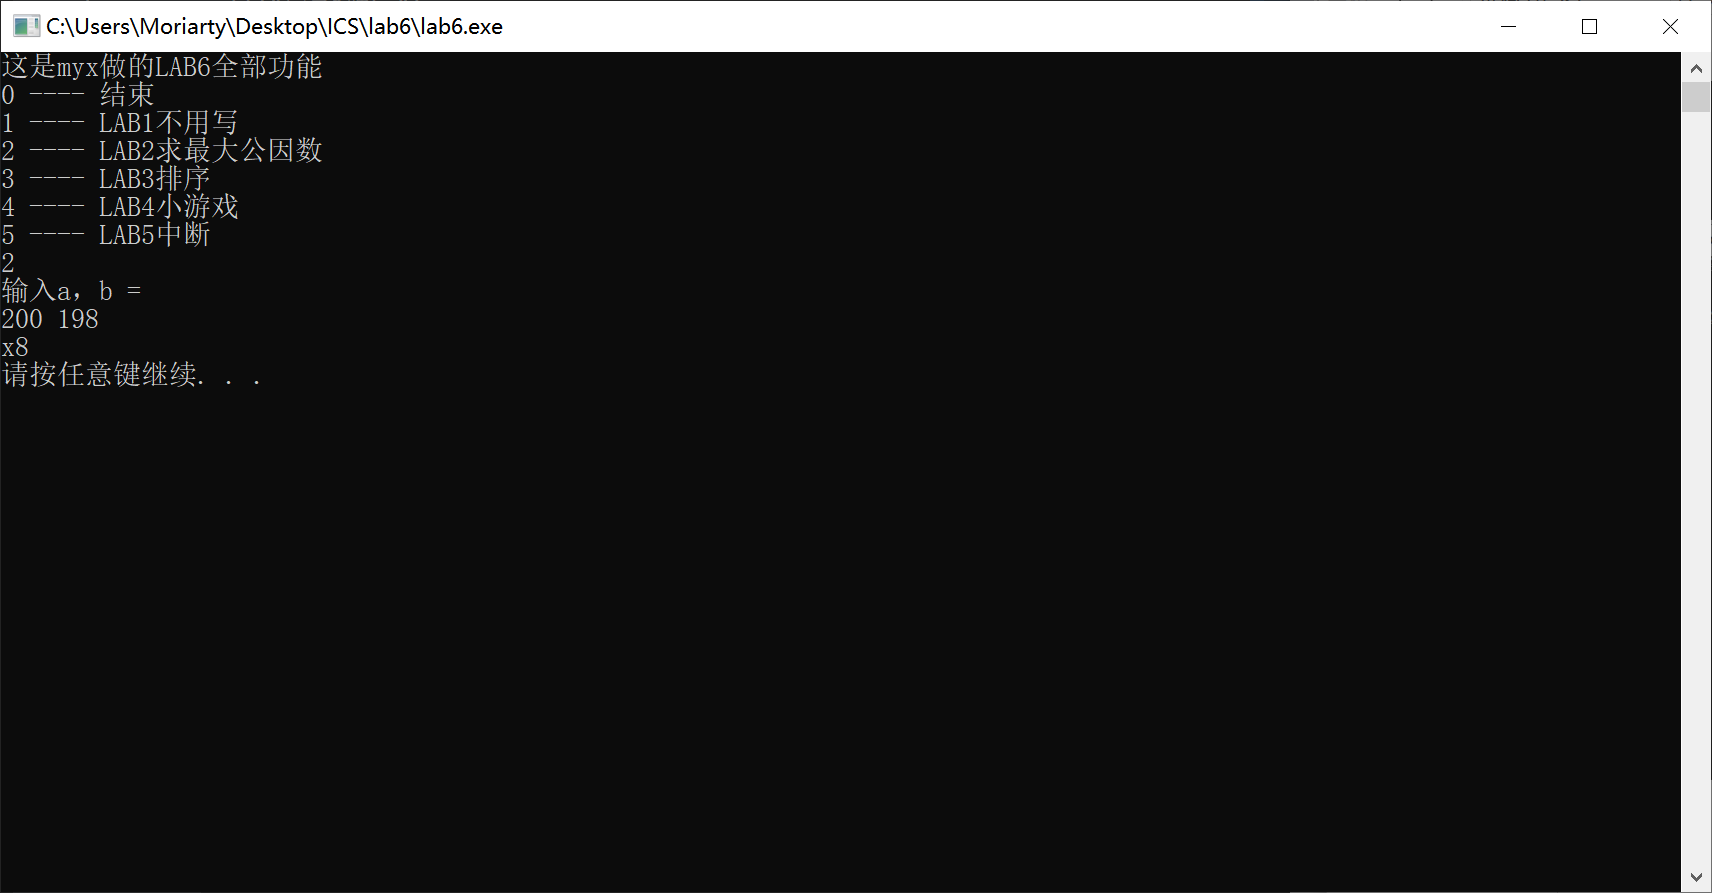 C:\Users\Moriarty\Desktop\ICS\lab6\lab6.exe
这是myx做的LAB6全部功能
0 ---- 结束
1 ---- LAB1不用写
2 ---- LAB2求最大公因数
3 ---- LAB3排序
4 ---- LAB4小游戏
5 ---- LAB5中断
2
输入a，b =
200 198
x8
请按任意键继续. . .